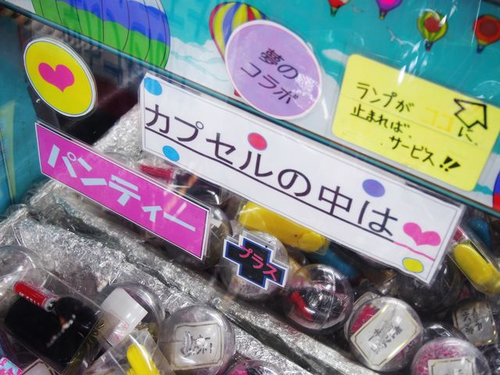 夢の
コラボ
ランプが ココに、
止まれば、
サービス!!
カプセルの中は
パンティー
プラス